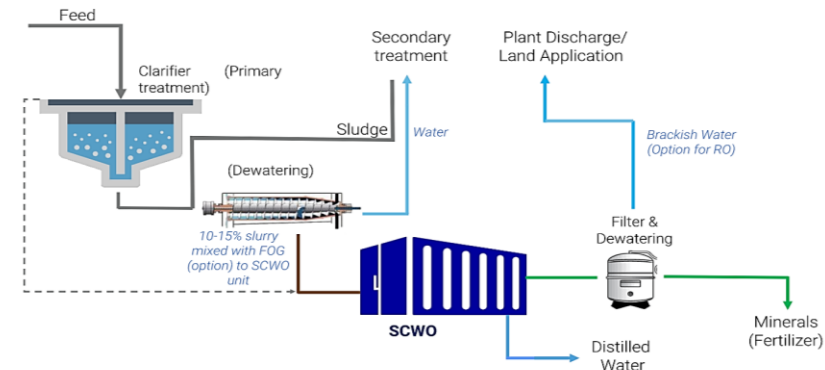 Feed
Clarifier (Primary
treatment)
Secondary
treatment
Plant Discharge/
Land Application
Sludge
Water
Brackish Water
(Option for RO)
(Dewatering)
10-15% slurry
mixed with FOG
(option) to SCWO
unit
Filter &
Dewatering
SCWO
Minerals
(Fertilizer)
Distilled
Water